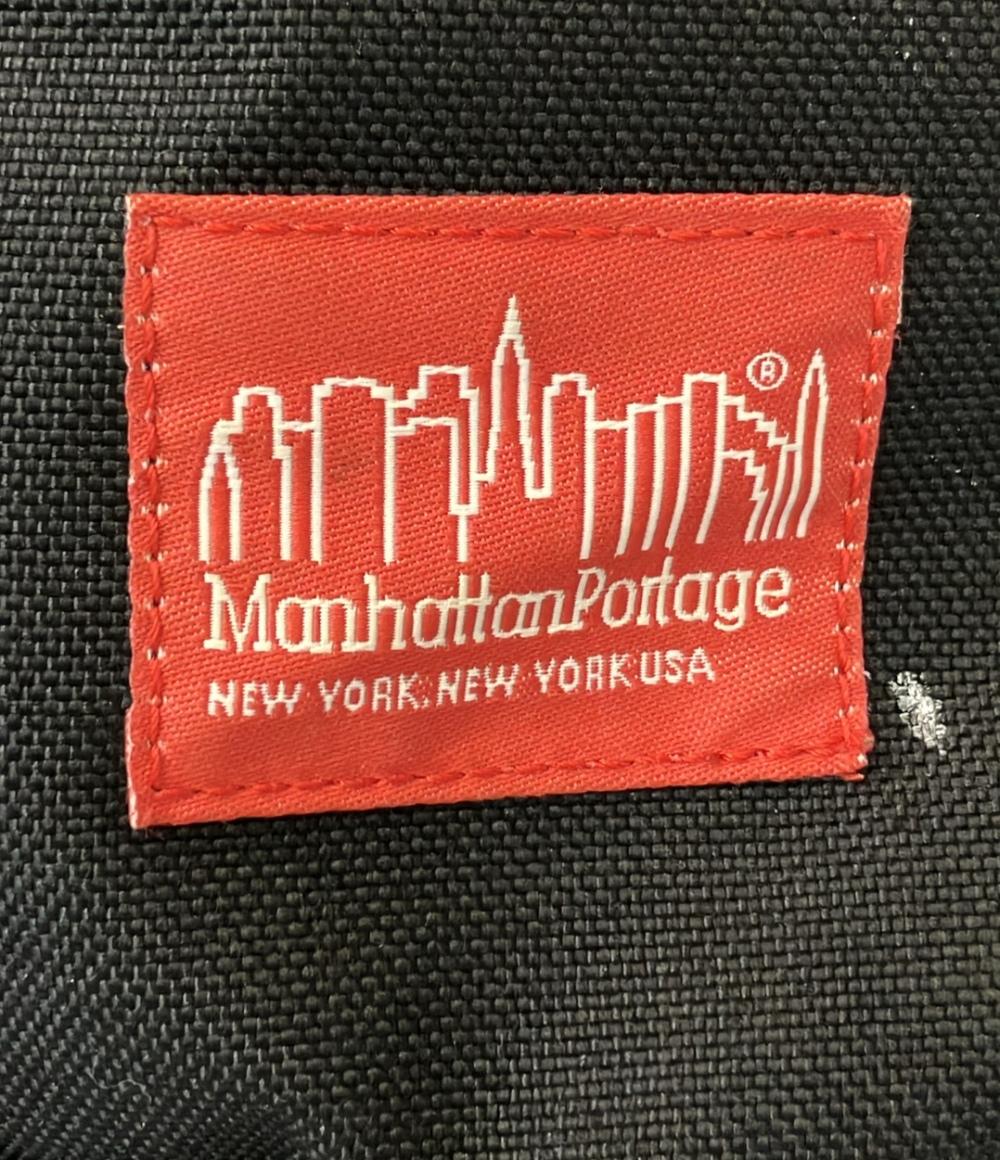 ®
ManhattanPortage
NEW YORK, NEW YORK USA